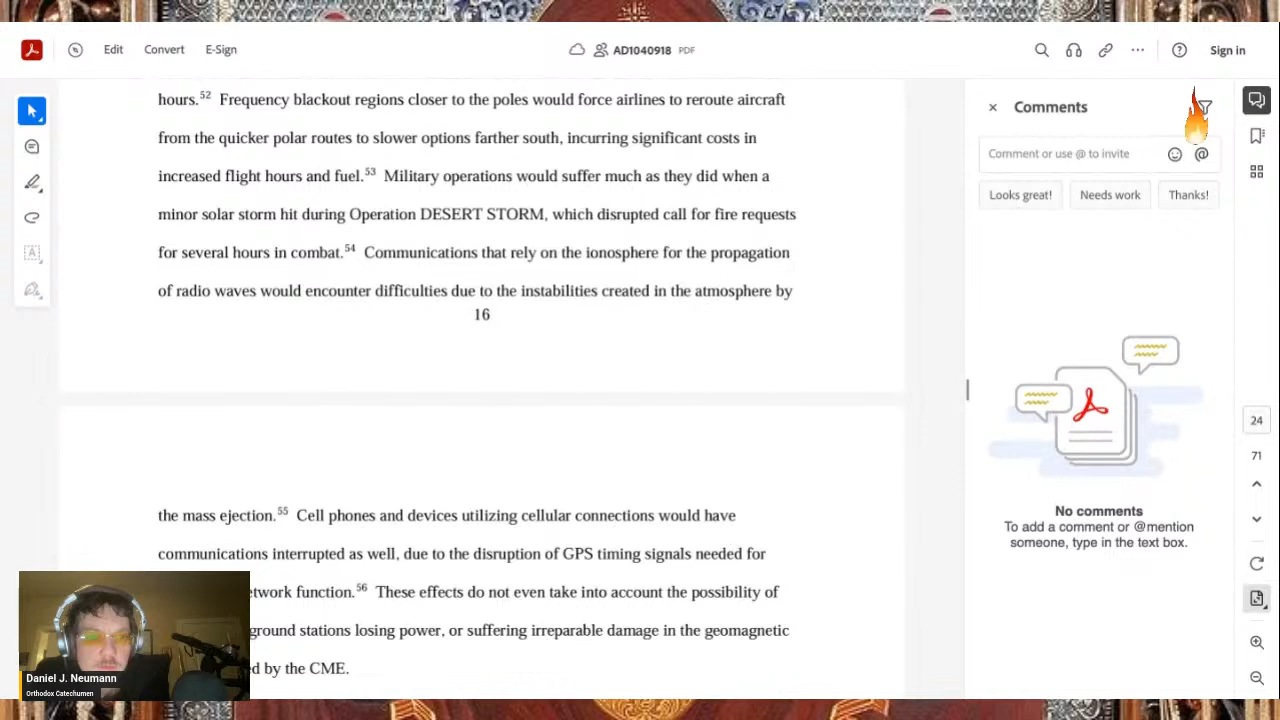 Edit
Convert
E-Sign
AD1040918 PDF
Sign in
hours.52 Frequency blackout regions closer to the poles would force airlines to reroute aircraft
from the quicker polar routes to slower options farther south, incurring significant costs in
increased flight hours and fuel.53 Military operations would suffer much as they did when a
minor solar storm hit during Operation DESERT STORM, which disrupted call for fire requests
for several hours in combat.54 Communications that rely on the ionosphere for the propagation
of radio waves would encounter difficulties due to the instabilities created in the atmosphere by
16
the mass ejection.55 Cell phones and devices utilizing cellular connections would have
communications interrupted as well, due to the disruption of GPS timing signals needed for
etwork function.56 These effects do not even take into account the possibility of
ground stations losing power, or suffering irreparable damage in the geomagnetic
ed by the CME.
Comments
Comment or use @ to invite
Looks great!
Needs work
Thanks!
No comments
To add a comment or @mention
someone, type in the text box.
24
71
Daniel J. Neumann
Orthodox Catechumen